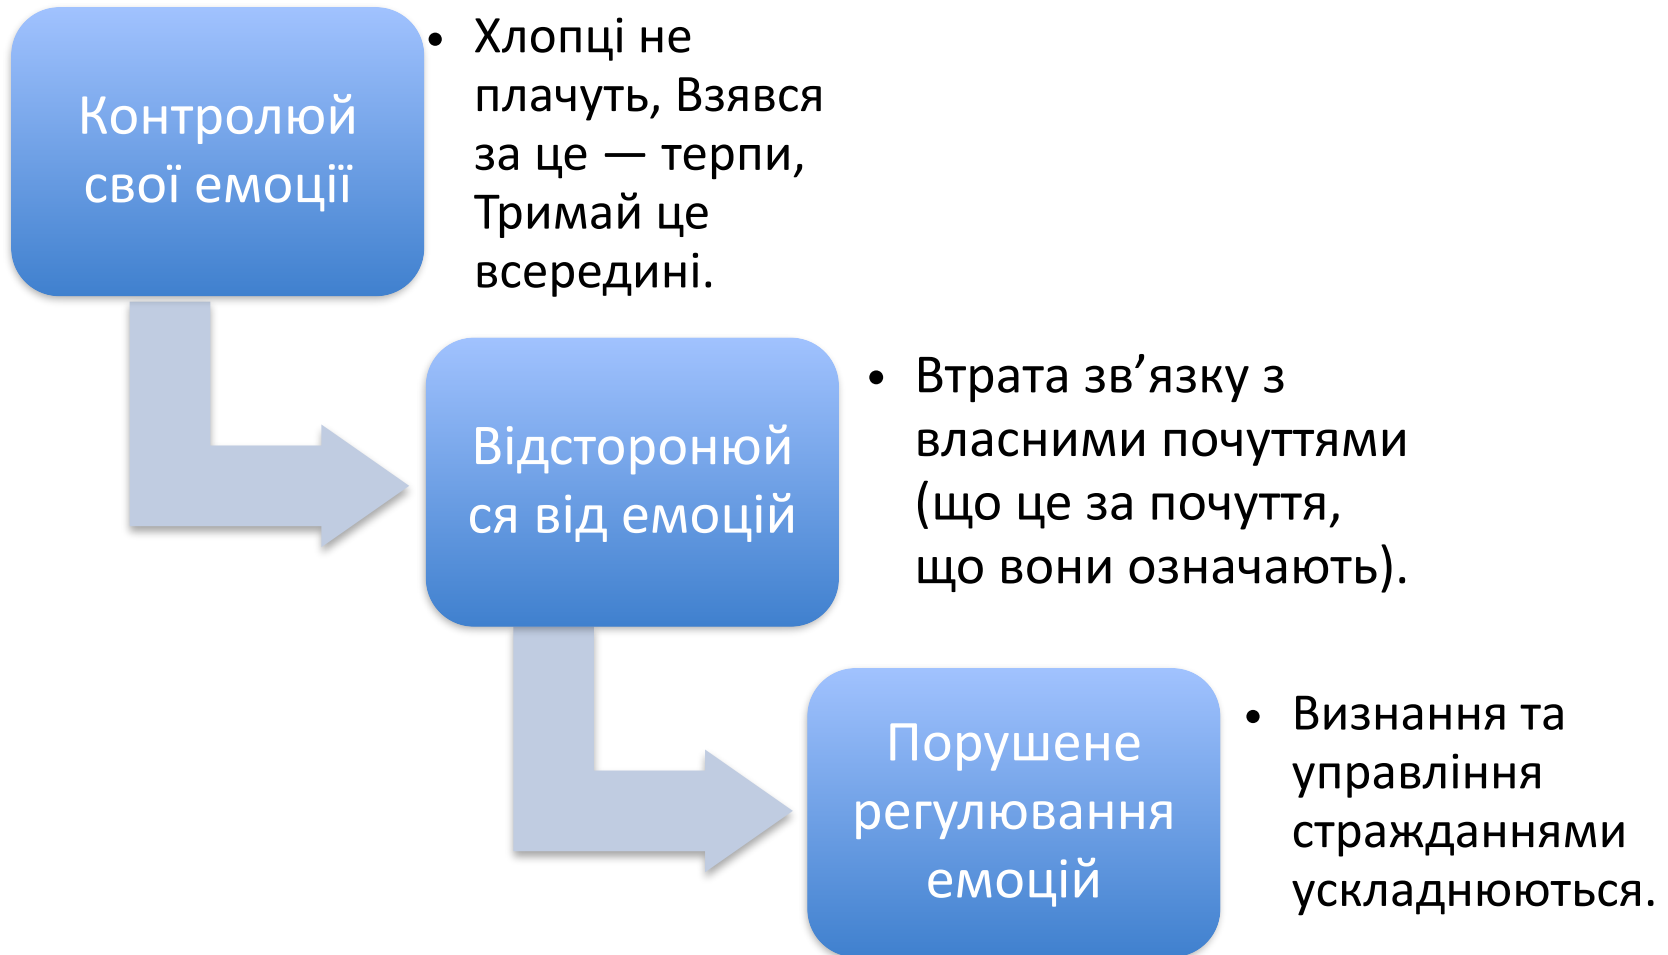 Контролюй
свої емоції
• Хлопці не
плачуть, Взявся
за це — терпи,
Тримай це
всередині.
Відсторонюй
ся від емоцій
• Втрата зв’язку з
власними почуттями
(що це за почуття,
що вони означають).
Порушене
регулювання
емоцій
• Визнання та
управління
стражданнями
ускладнюються.